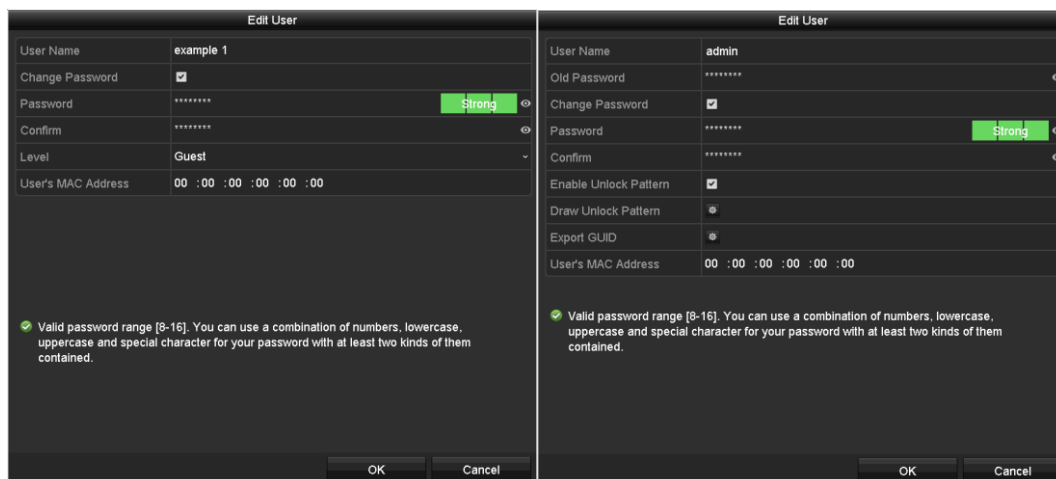 Edit User
User Name example 1
Change Password
Password ******** Strong
Confirm ********
Level Guest
User's MAC Address 00 :00 :00 :00 :00 :00
Valid password range [8-16]. You can use a combination of numbers, lowercase,
uppercase and special character for your password with at least two kinds of them
contained.
OK Cancel
Edit User
User Name admin
Old Password ********
Change Password
Password ******** Strong
Confirm ********
Enable Unlock Pattern
Draw Unlock Pattern
Export GUID
User's MAC Address 00 :00 :00 :00 :00 :00
Valid password range [8-16]. You can use a combination of numbers, lowercase,
uppercase and special character for your password with at least two kinds of them
contained.
OK Cancel